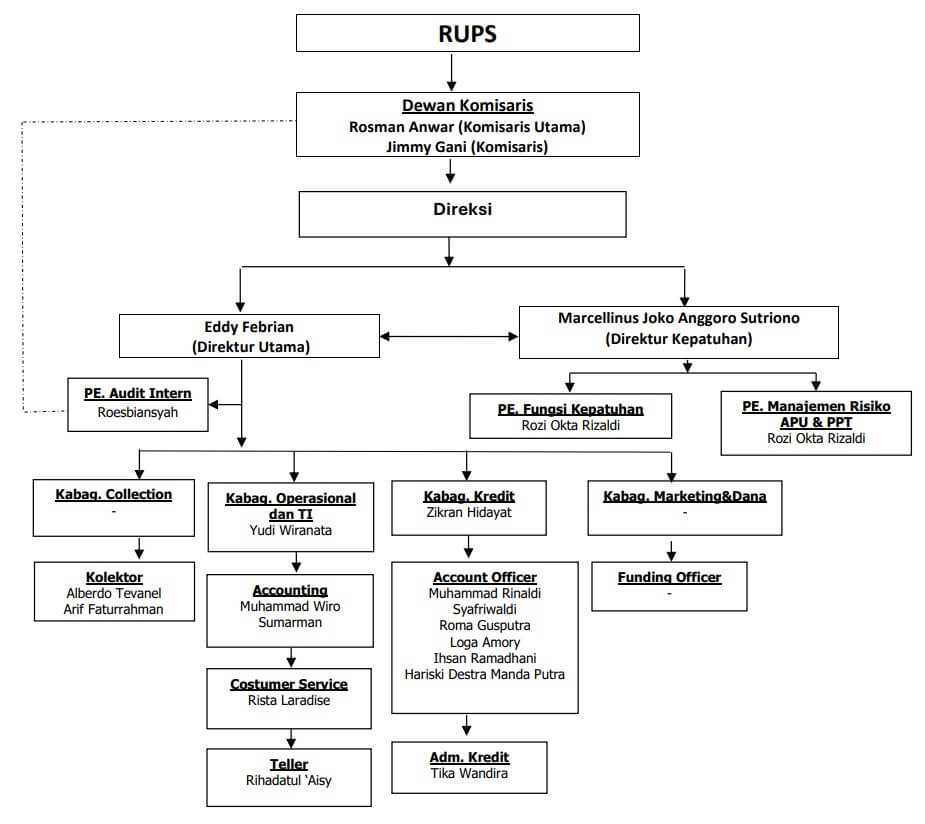 RUPS
Dewan Komisaris
Rosman Anwar (Komisaris Utama)
Jimmy Gani (Komisaris)
Direksi
Eddy Febrian
(Direktur Utama)
Marcellinus Joko Anggoro Sutriono
(Direktur Kepatuhan)
PE. Audit Intern
Roesbiansyah
PE. Fungsi Kepatuhan
Rozi Okta Rizaldi
PE. Manajemen Risiko
APU & PPT
Rozi Okta Rizaldi
Kabag. Collection
-
Kabag. Operasional
dan TI
Yudi Wiranata
Kabag. Kredit
Zikran Hidayat
Kabag. Marketing&Dana
-
Kolektor
Alberdo Tevanel
Arif Faturrahman
Accounting
Muhammad Wiro
Sumarman
Account Officer
Muhammad Rinaldi
Syafriwaldi
Roma Gusputra
Loga Amory
Ihsan Ramadhani
Hariski Destra Manda Putra
Funding Officer
-
Costumer Service
Rista Laradise
Teller
Rihadatul ‘Aisy
Adm. Kredit
Tika Wandira